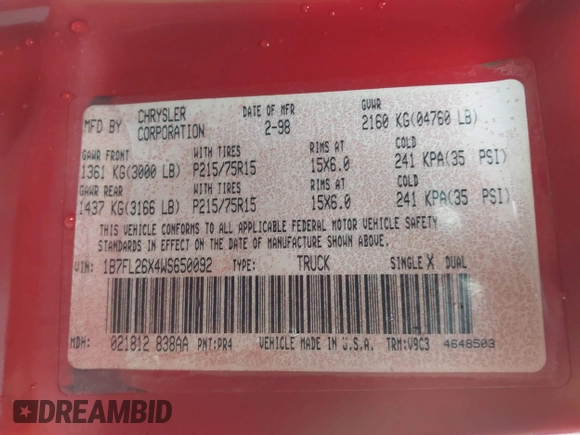 MFD BY CHRYSLER CORPORATION DATE OF MFR 2-98 GVWR 2160 KG(04760 LB)
GAWR FRONT WITH TIRES RIMS AT COLD
1361 KG(3000 LB) P215/75R15 15X6.0 241 KPA(35 PSI)
GAWR REAR WITH TIRES RIMS AT COLD
1437 KG(3166 LB) P215/75R15 15X6.0 241 KPA(35 PSI)
THIS VEHICLE CONFORMS TO ALL APPLICABLE FEDERAL MOTOR VEHICLE SAFETY
STANDARDS IN EFFECT ON THE DATE OF MANUFACTURE SHOWN ABOVE.
VIN: 1B7FL26X4WS650092 TYPE: TRUCK SINGLE X DUAL
MDH: 021812 838AA PNT:PR4 VEHICLE MADE IN U.S.A. TRM:V9C3 4648503
DREAMBID